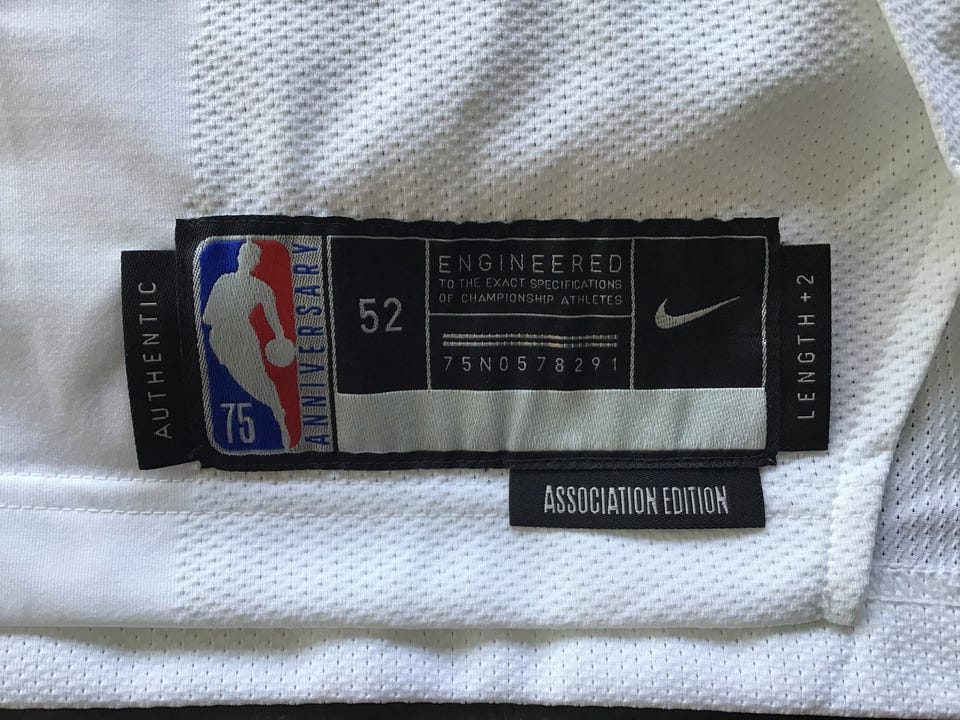 AUTHENTIC
75
ANNIVERSARY
52
ENGINEERED
TO THE EXACT SPECIFICATIONS
OF CHAMPIONSHIP ATHLETES
75N0578291
LENGTH+2
ASSOCIATION EDITION